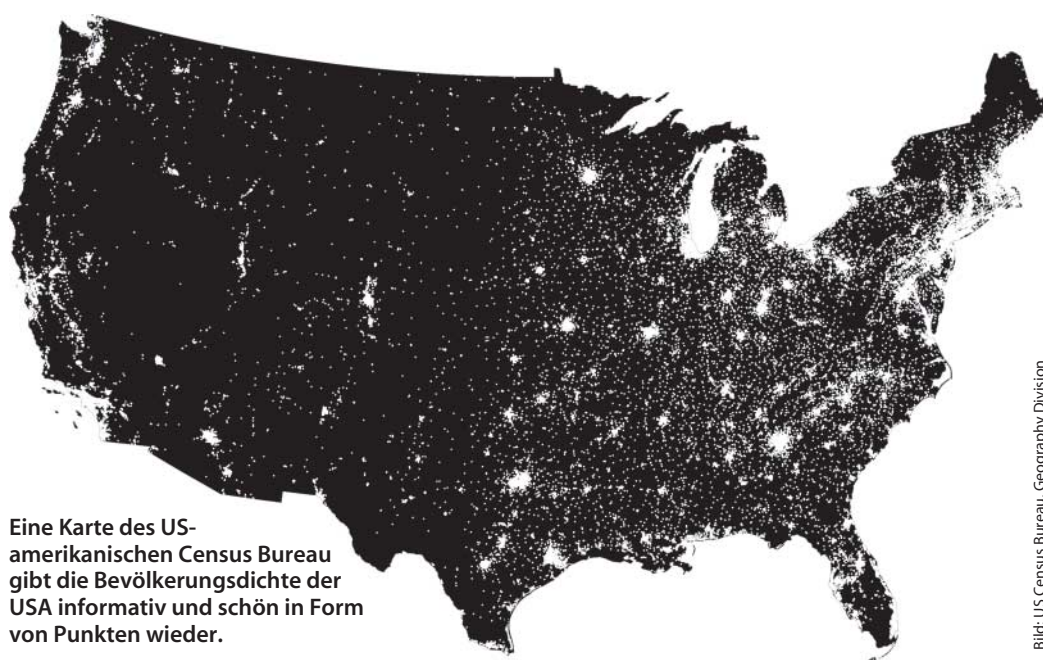 Eine Karte des US-
amerikanischen Census Bureau
gibt die Bevölkerungsdichte der
USA informativ und schön in Form
von Punkten wieder.
Bild: US Census Bureau, Geography Division